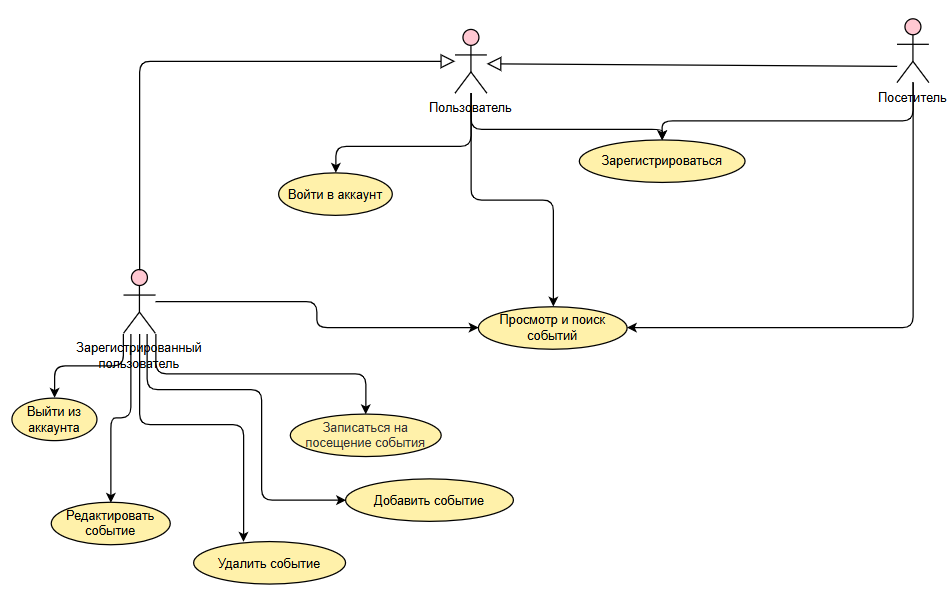 Пользователь
Посетитель
Зарегистрироваться
Войти в аккаунт
Просмотр и поиск
событий
Зарегистрированный
пользователь
Выйти из
аккаунта
Записаться на
посещение события
Добавить событие
Редактировать
событие
Удалить событие